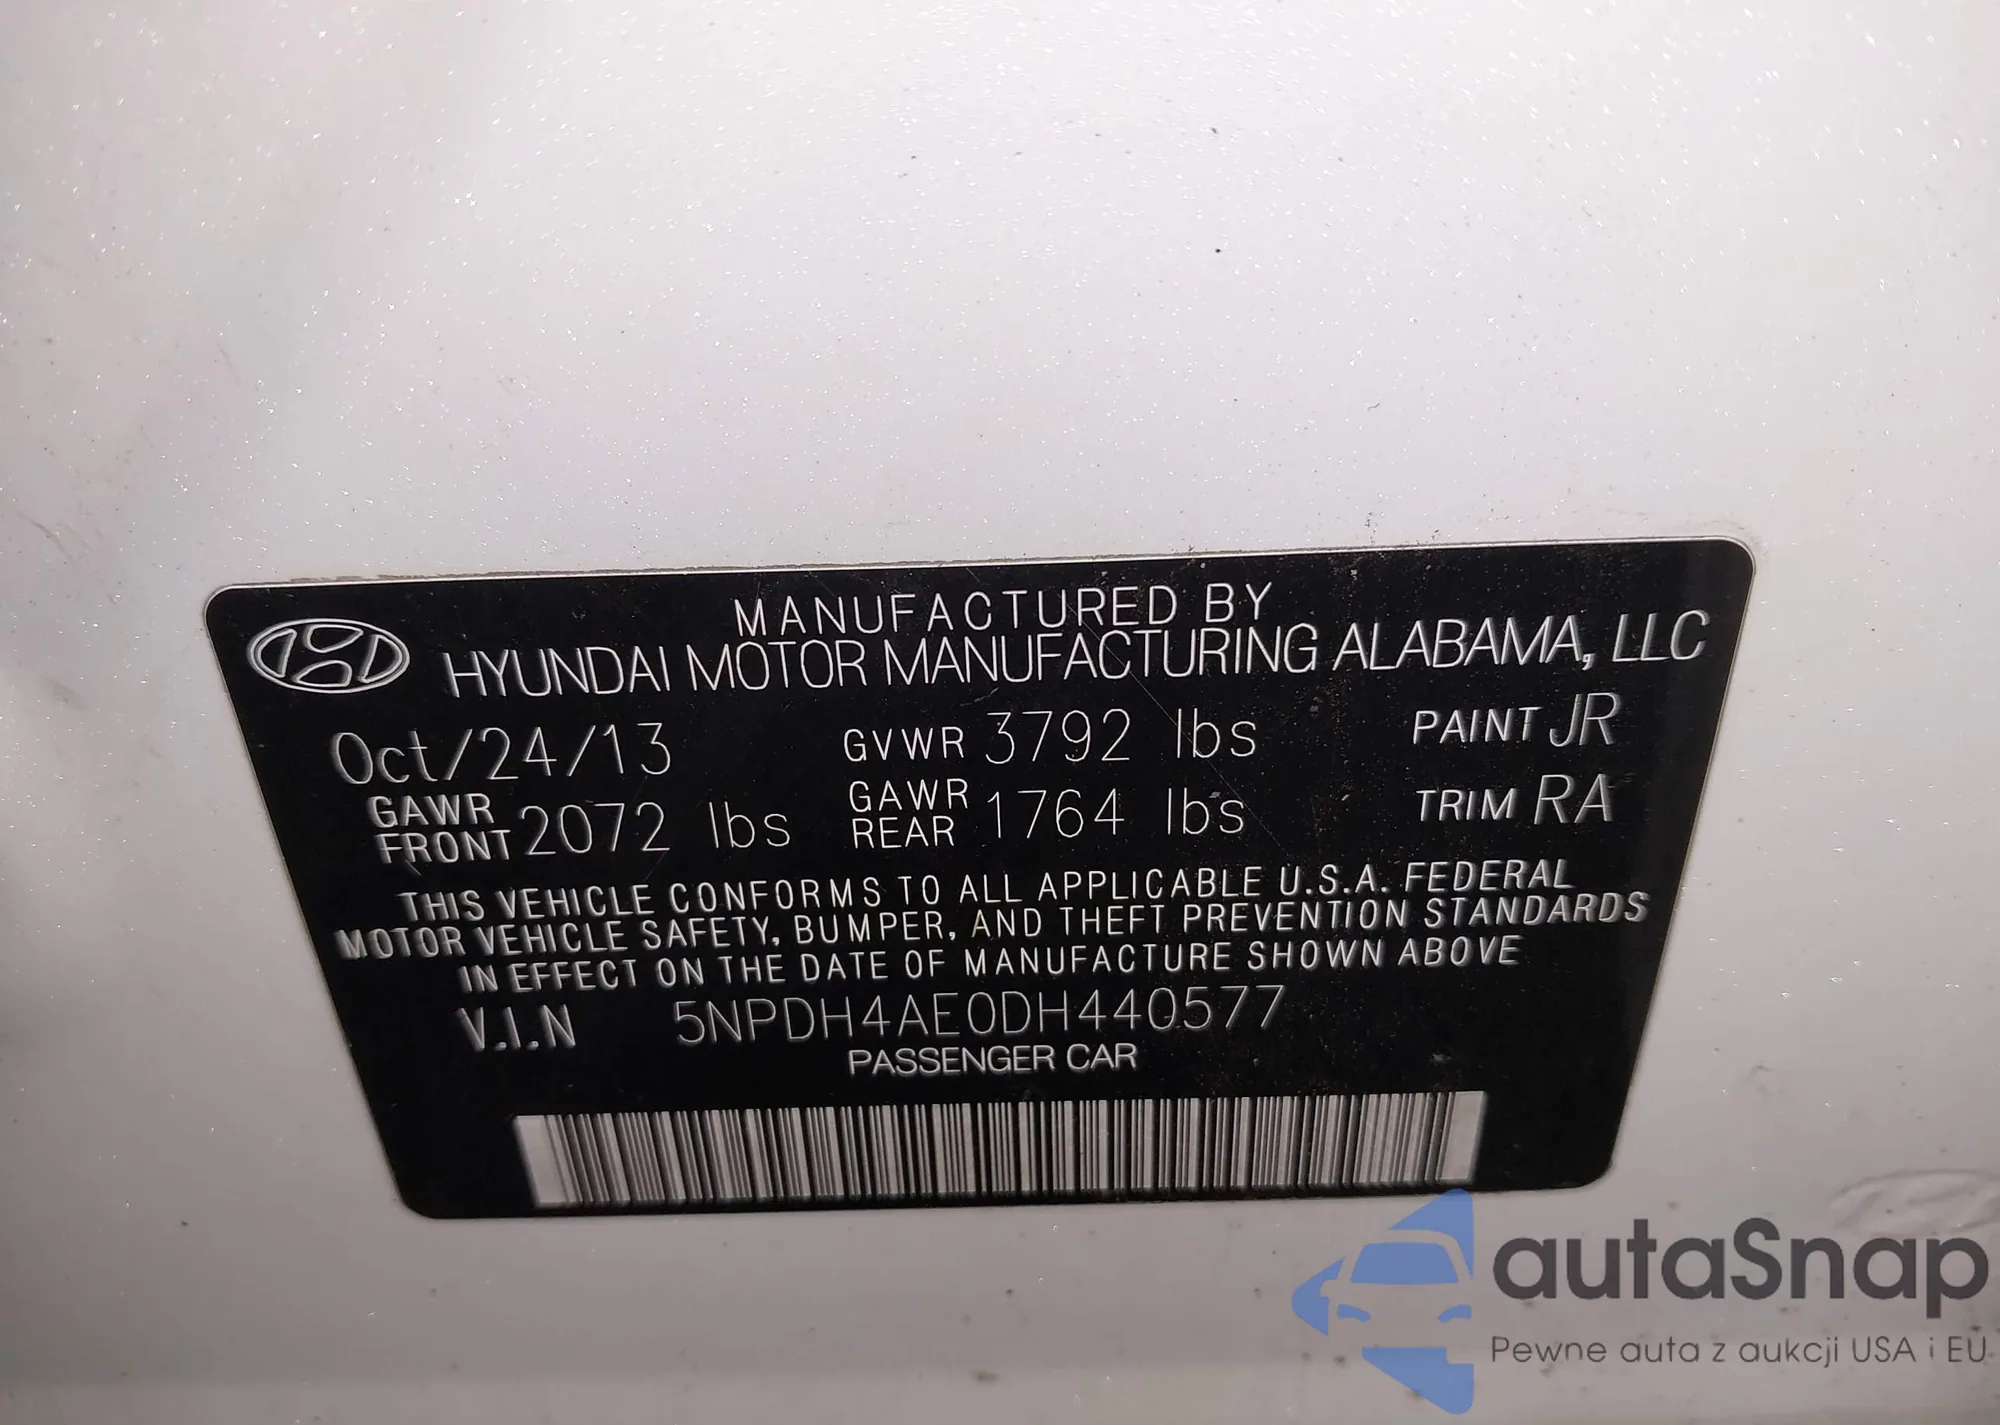 MANUFACTURED BY
HYUNDAI MOTOR MANUFACTURING ALABAMA, LLC
Oct/24/13 GVWR 3792 lbs PAINT JR
GAWR FRONT 2072 lbs GAWR REAR 1764 lbs TRIM RA
THIS VEHICLE CONFORMS TO ALL APPLICABLE U.S.A. FEDERAL
MOTOR VEHICLE SAFETY, BUMPER, AND THEFT PREVENTION STANDARDS
IN EFFECT ON THE DATE OF MANUFACTURE SHOWN ABOVE
V.I.N 5NPDH4AE0DH440577
PASSENGER CAR
autaSnap
Pewne auta z aukcji USA i EU